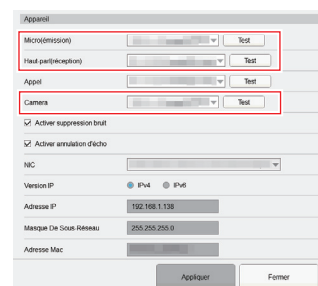 Appareil
Micro(émission) Test
Haut-parl(réception) Test
Appel Test
Camera Test
Activer suppression bruit
Activer annulation d'écho
NIC
Version IP IPv4 IPv6
Adresse IP 192.168.1.138
Masque De Sous-Réseau 255.255.255.0
Adresse Mac
Appliquer Fermer